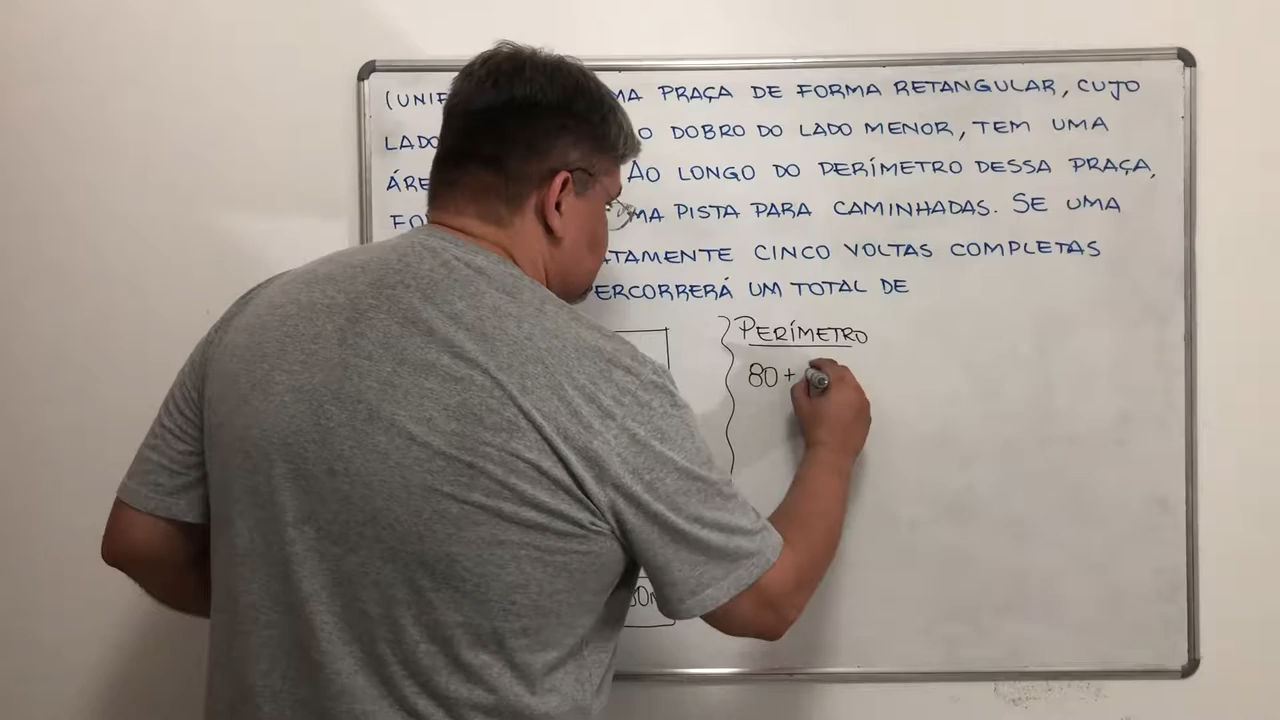 (UNIF MA PRAÇA DE FORMA RETANGULAR, CUJO
LADO O DOBRO DO LADO MENOR, TEM UMA
ÁRE AO LONGO DO PERÍMETRO DESSA PRAÇA,
FO MA PISTA PARA CAMINHADAS. SE UMA
TAMENTE CINCO VOLTAS COMPLETAS
ERCORRERÁ UM TOTAL DE
PERÍMETRO
80 +